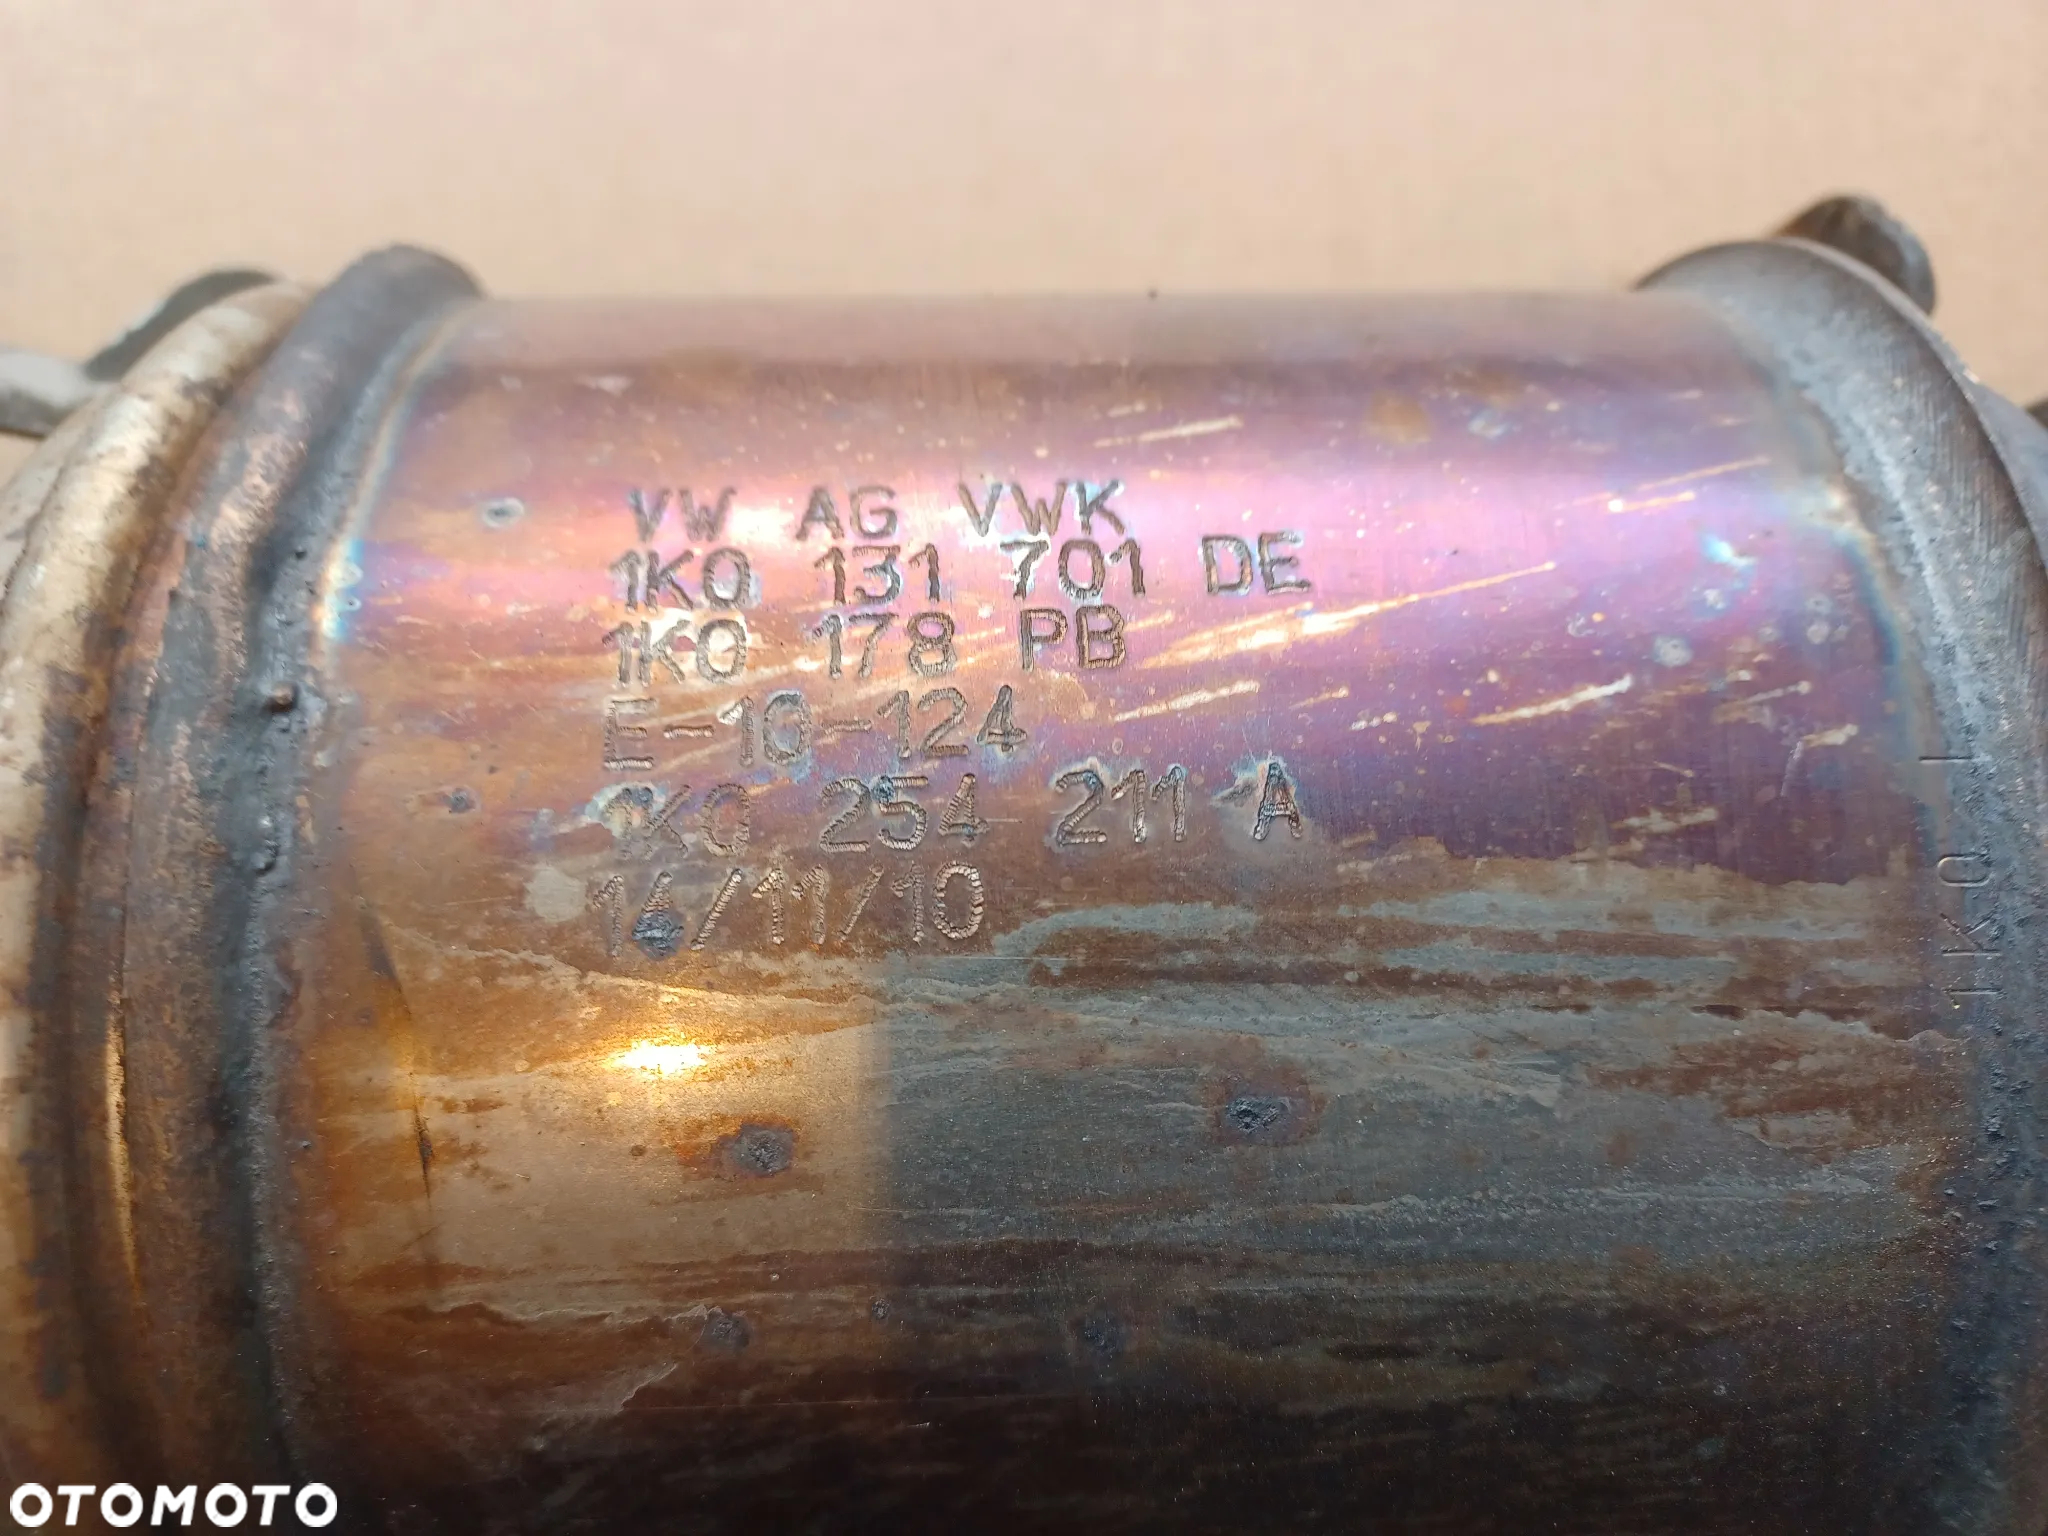 VW AG VWK
1K0 131 701 DE
1K0 178 PB
E-10-124
1K0 254 211 A
14/11/10
1K0
OTOMOTO